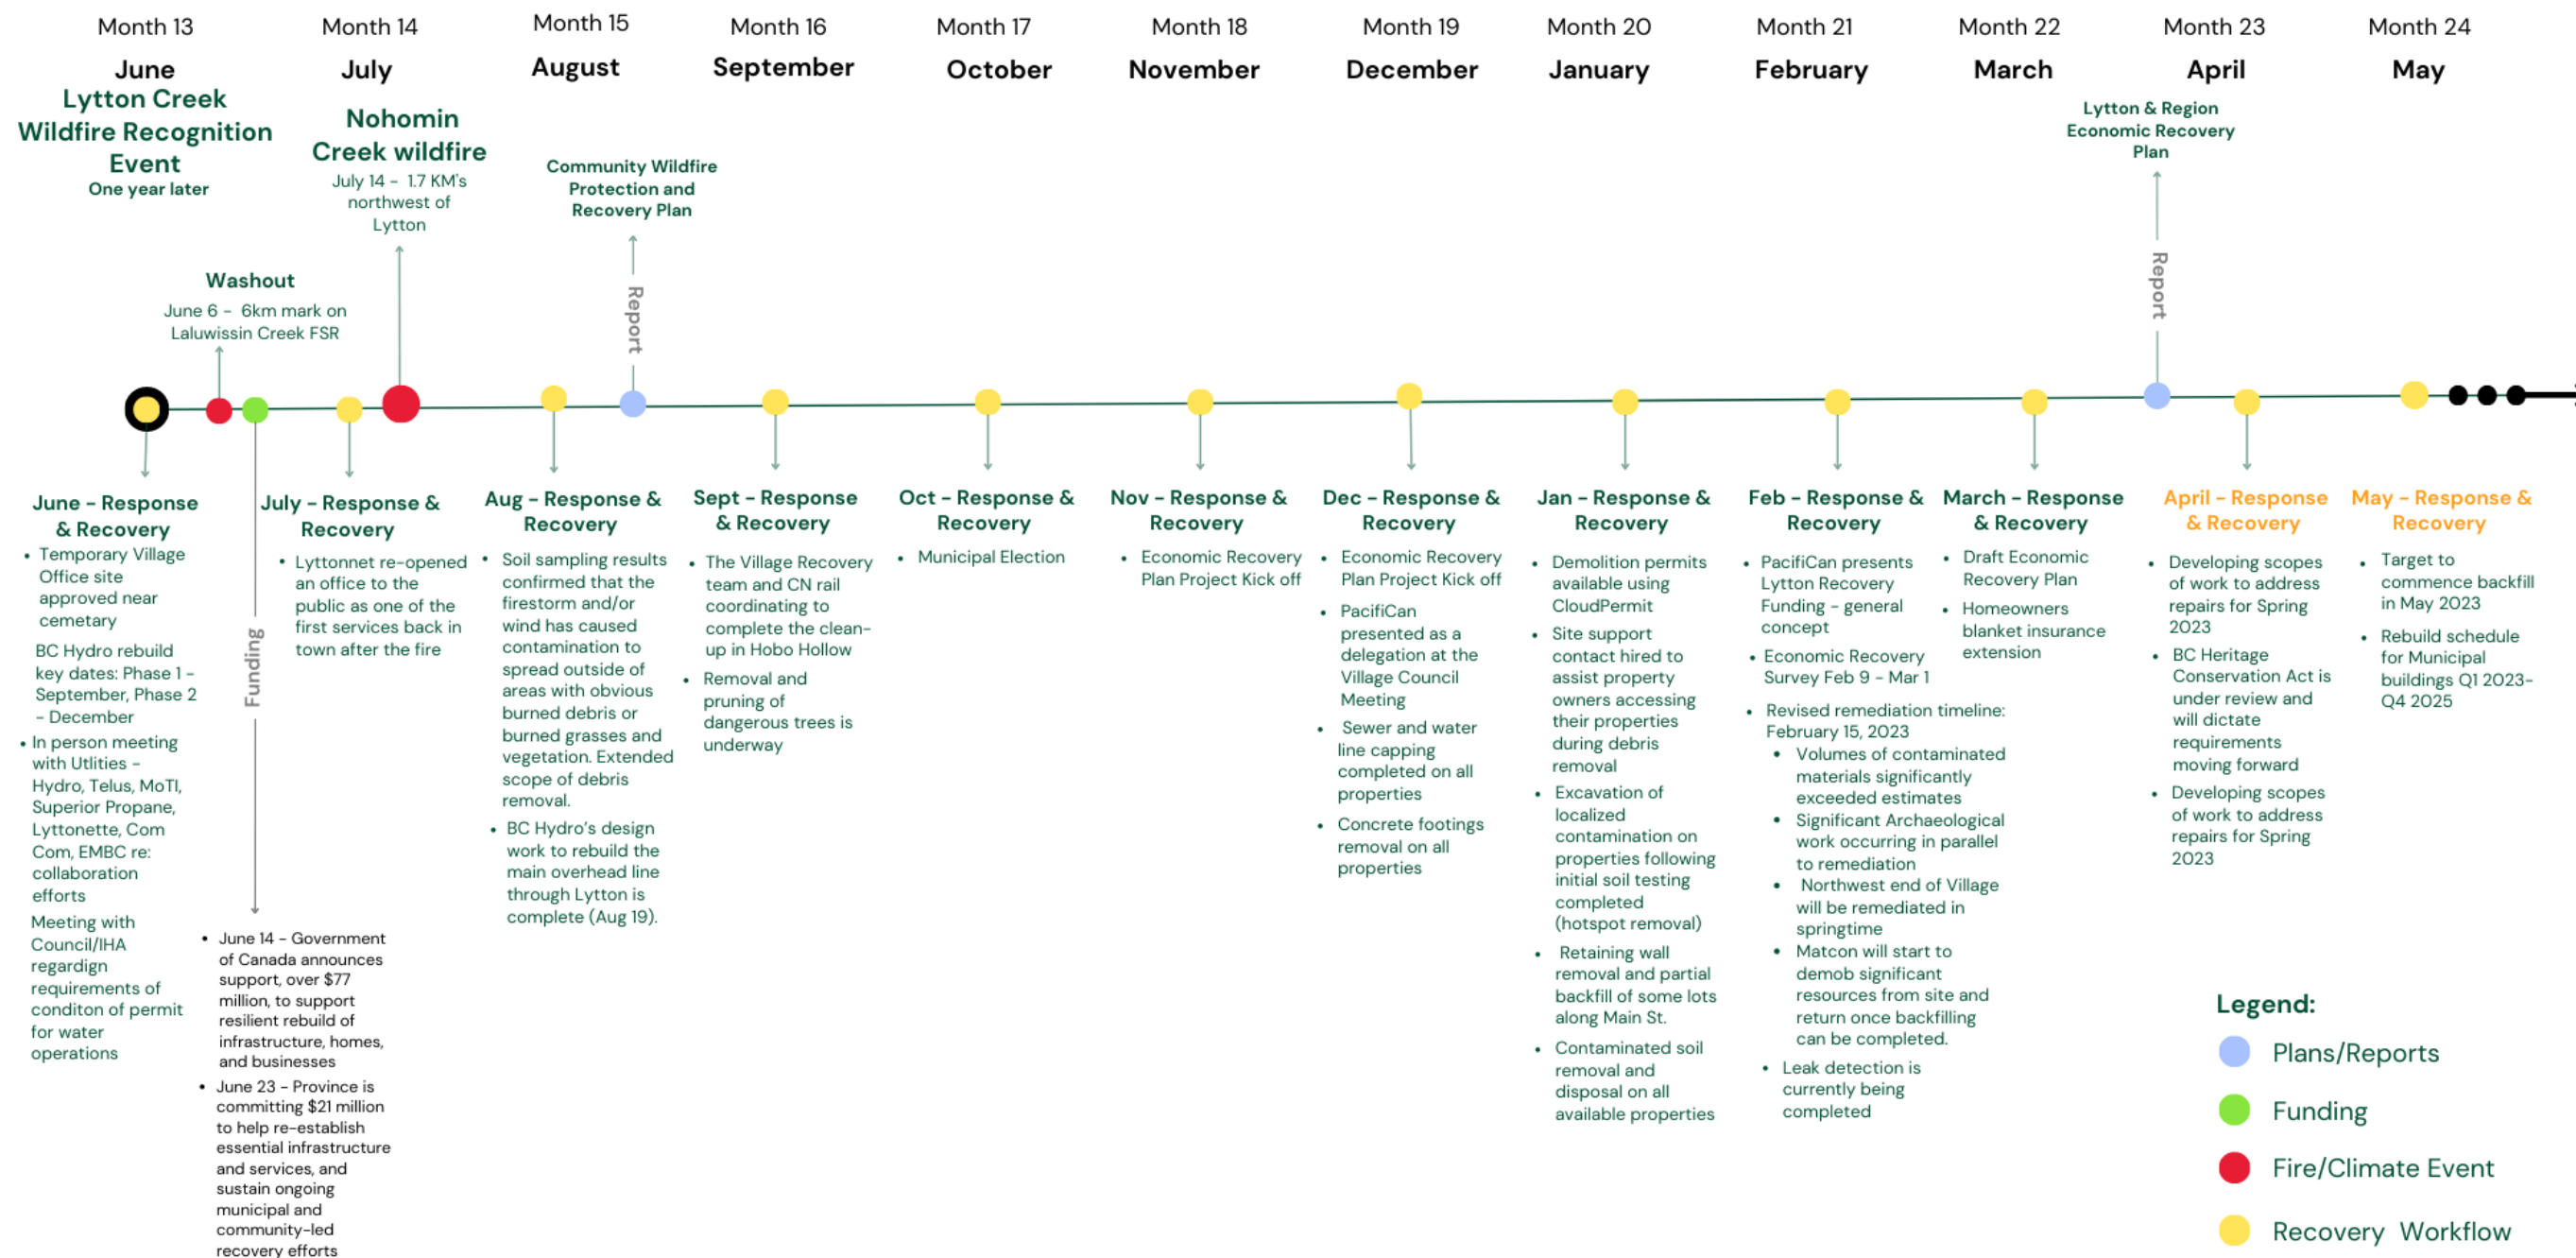 Month 13
June
Lytton Creek
Wildfire Recognition
Event
One year later
Month 14
July
Nohomin
Creek wildfire
July 14 - 1.7 KM's
northwest of
Lytton
Month 15
August
Community Wildfire
Protection and
Recovery Plan
Month 16
September
Month 17
October
Month 18
November
Month 19
December
Month 20
January
Month 21
February
Month 22
March
Month 23
April
Lytton & Region
Economic Recovery
Plan
Month 24
May
Washout
June 6 - 6km mark on
Laluwissin Creek FSR
Report
Report
June - Response
& Recovery
• Temporary Village
Office site
approved near
cemetary
BC Hydro rebuild
key dates: Phase 1 -
September, Phase 2
- December
• In person meeting
with Utlities -
Hydro, Telus, MoTI,
Superior Propane,
Lyttonette, Com
Com, EMBC re:
collaboration
efforts
Meeting with
Council/IHA
regardign
requirements of
conditon of permit
for water
operations
Funding
• June 14 - Government
of Canada announces
support, over $77
million, to support
resilient rebuild of
infrastructure, homes,
and businesses
• June 23 - Province is
committing $21 million
to help re-establish
essential infrastructure
and services, and
sustain ongoing
municipal and
community-led
recovery efforts
July - Response &
Recovery
• Lyttonnet re-opened
an office to the
public as one of the
first services back in
town after the fire
Aug - Response &
Recovery
• Soil sampling results
confirmed that the
firestorm and/or
wind has caused
contamination to
spread outside of
areas with obvious
burned debris or
burned grasses and
vegetation. Extended
scope of debris
removal.
• BC Hydro's design
work to rebuild the
main overhead line
through Lytton is
complete (Aug 19).
Sept - Response
& Recovery
• The Village Recovery
team and CN rail
coordinating to
complete the clean-
up in Hobo Hollow
• Removal and
pruning of
dangerous trees is
underway
Oct - Response &
Recovery
• Municipal Election
Nov - Response &
Recovery
• Economic Recovery
Plan Project Kick off
Dec - Response &
Recovery
• Economic Recovery
Plan Project Kick off
• PacifiCan
presented as a
delegation at the
Village Council
Meeting
• Sewer and water
line capping
completed on all
properties
• Concrete footings
removal on all
properties
Jan - Response &
Recovery
• Demolition permits
available using
CloudPermit
• Site support
contact hired to
assist property
owners accessing
their properties
during debris
removal
• Excavation of
localized
contamination on
properties following
initial soil testing
completed
(hotspot removal)
• Retaining wall
removal and partial
backfill of some lots
along Main St.
• Contaminated soil
removal and
disposal on all
available properties
Feb - Response &
Recovery
• PacifiCan presents
Lytton Recovery
Funding - general
concept
• Economic Recovery
Survey Feb 9 - Mar 1
• Revised remediation timeline:
February 15, 2023
• Volumes of contaminated
materials significantly
exceeded estimates
• Significant Archaeological
work occurring in parallel
to remediation
• Northwest end of Village
will be remediated in
springtime
• Matcon will start to
demob significant
resources from site and
return once backfilling
can be completed.
• Leak detection is
currently being
completed
March - Response
& Recovery
• Draft Economic
Recovery Plan
• Homeowners
blanket insurance
extension
April - Response
& Recovery
• Developing scopes
of work to address
repairs for Spring
2023
• BC Heritage
Conservation Act is
under review and
will dictate
requirements
moving forward
• Developing scopes
of work to address
repairs for Spring
2023
May - Response &
Recovery
• Target to
commence backfill
in May 2023
• Rebuild schedule
for Municipal
buildings Q1 2023-
Q4 2025
Legend:
Plans/Reports
Funding
Fire/Climate Event
Recovery Workflow